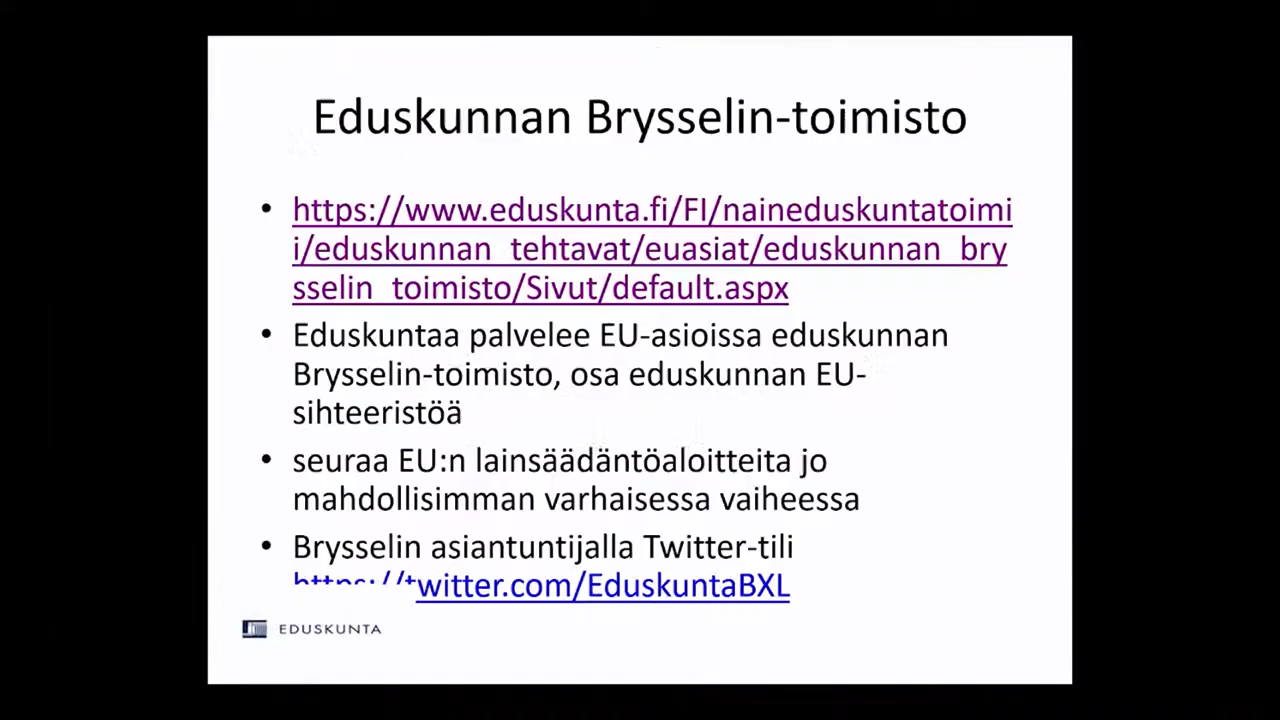 Eduskunnan Brysselin-toimisto
• https://www.eduskunta.fi/FI/naineduskuntatoimi
i/eduskunnan_tehtavat/euasiat/eduskunnan_bry
sselin_toimisto/Sivut/default.aspx
• Eduskuntaa palvelee EU-asioissa eduskunnan
Brysselin-toimisto, osa eduskunnan EU-
sihteeristöä
• seuraa EU:n lainsäädäntöaloitteita jo
mahdollisimman varhaisessa vaiheessa
• Brysselin asiantuntijalla Twitter-tili
https://twitter.com/EduskuntaBXL
EDUSKUNTA